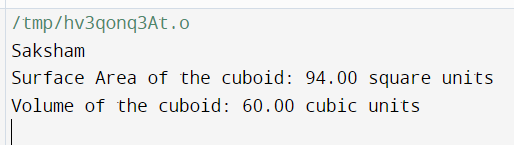 /tmp/hv3qonq3At.o
Saksham
Surface Area of the cuboid: 94.00 square units
Volume of the cuboid: 60.00 cubic units